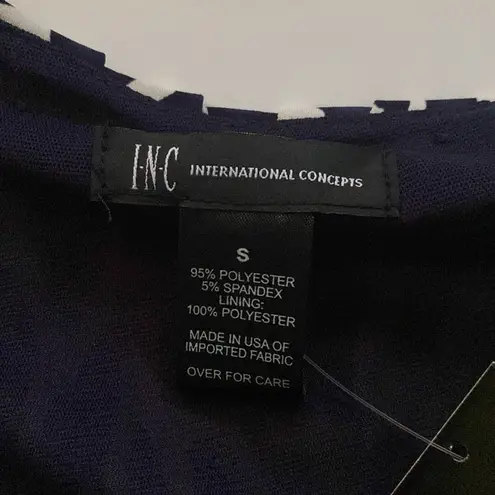 I·N·C INTERNATIONAL CONCEPTS
S
95% POLYESTER
5% SPANDEX
LINING:
100% POLYESTER
MADE IN USA OF
IMPORTED FABRIC
OVER FOR CARE